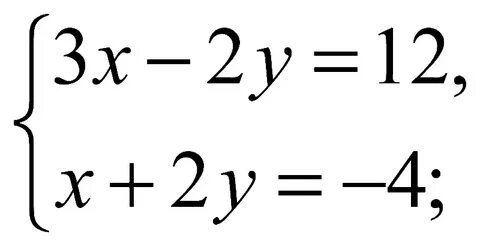 3x − 2y = 12,
x + 2y = −4;